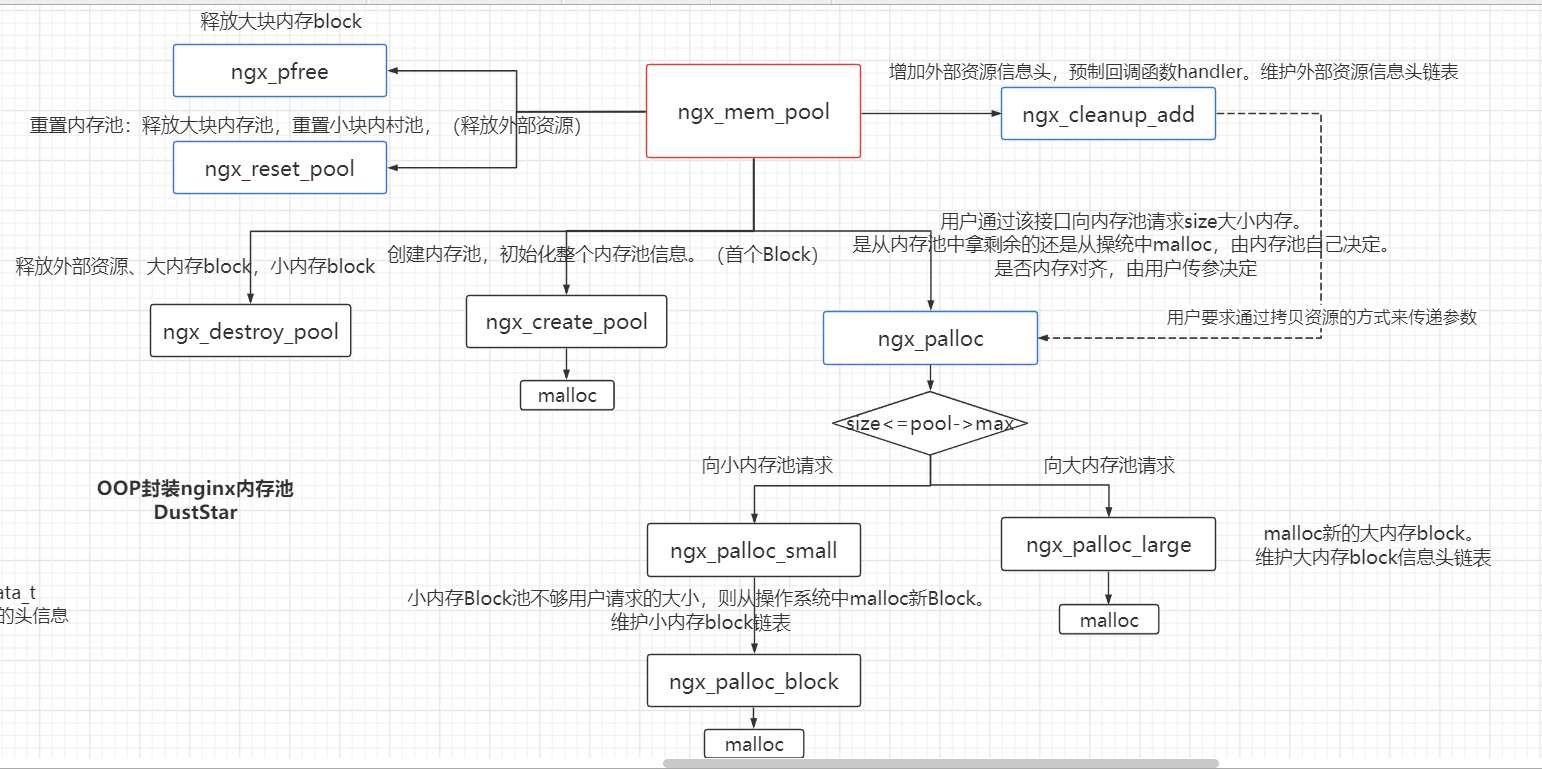 释放大块内存block
ngx_pfree
重置内存池：释放大块内存池，重置小块内村池，（释放外部资源）
ngx_reset_pool
ngx_mem_pool
增加外部资源信息头，预制回调函数handler。维护外部资源信息头链表
ngx_cleanup_add
用户通过该接口向内存池请求size大小内存。
是从内存池中拿剩余的还是从操统中malloc，由内存池自己决定。
是否内存对齐，由用户传参决定
释放外部资源、大内存block，小内存block
ngx_destroy_pool
创建内存池，初始化整个内存池信息。（首个Block）
ngx_create_pool
malloc
用户要求通过拷贝资源的方式来传递参数
ngx_palloc
size<=pool->max
向小内存池请求
向大内存池请求
OOP封装nginx内存池
DustStar
ngx_palloc_small
ngx_palloc_large
malloc新的大内存block。
维护大内存block信息头链表
malloc
小内存Block池不够用户请求的大小，则从操作系统中malloc新Block。
维护小内存block链表
ngx_palloc_block
malloc
ata_t
的头信息